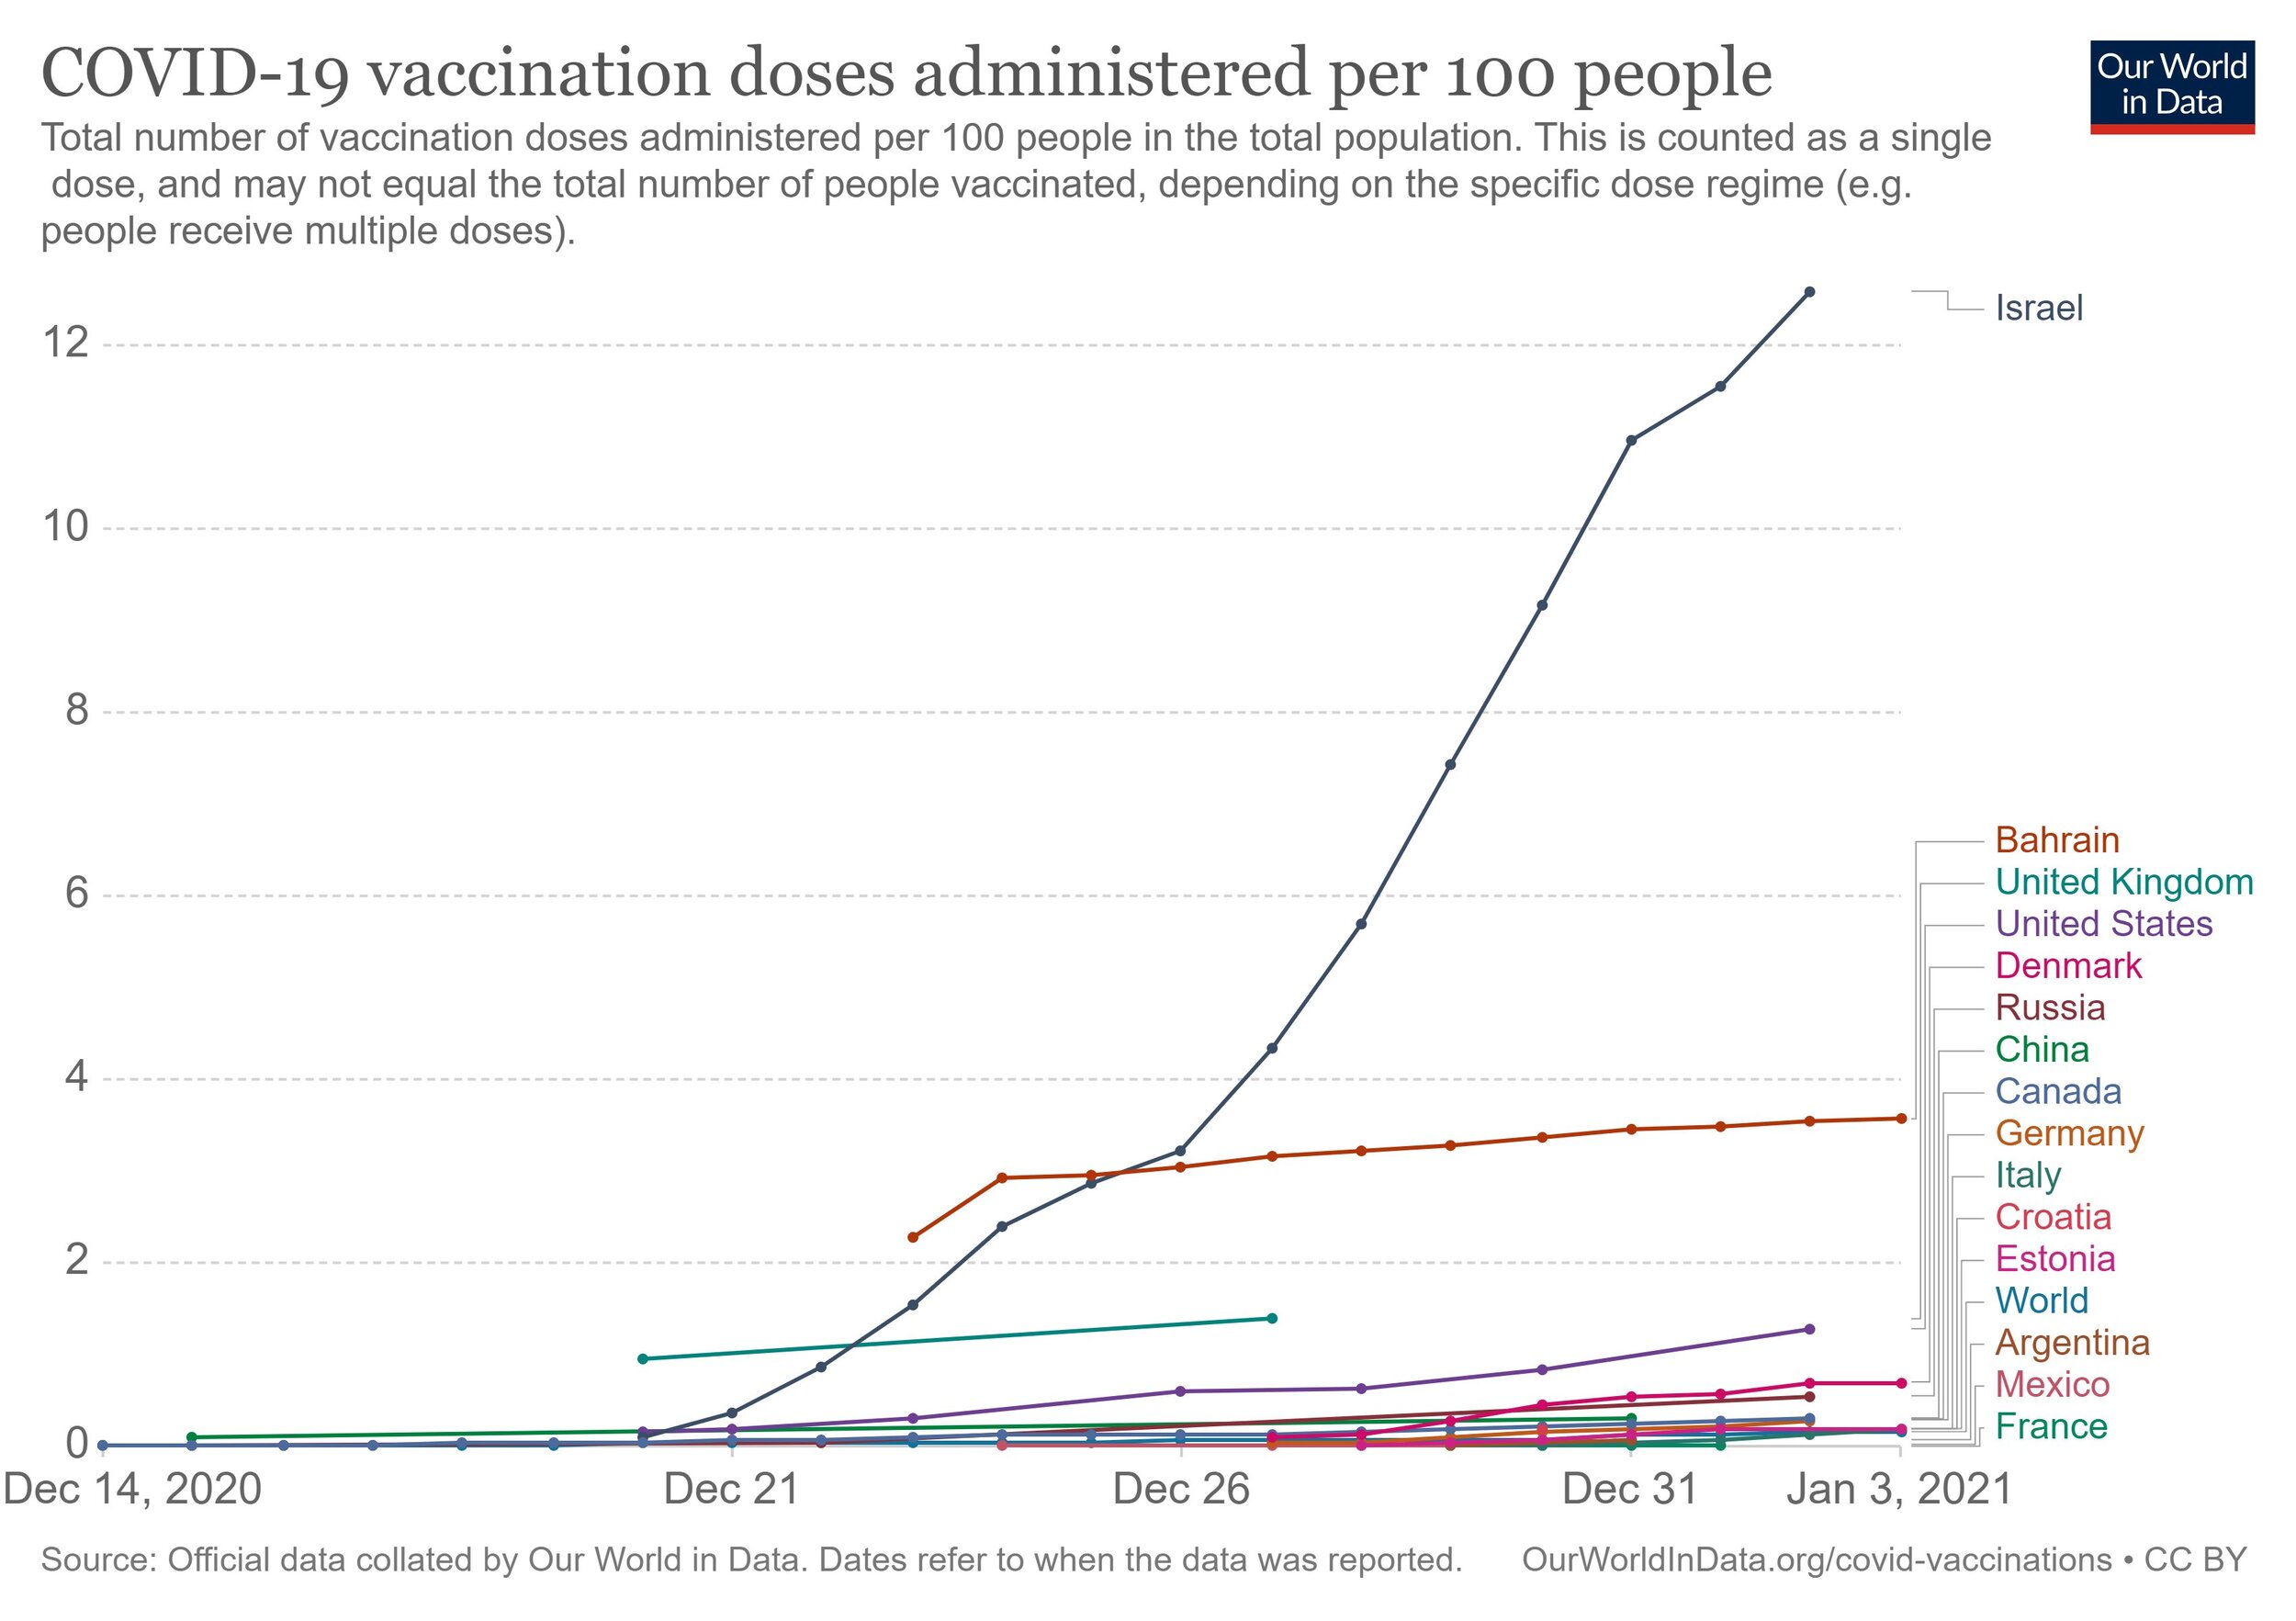 COVID-19 vaccination doses administered per 100 people
Our World
in Data
Total number of vaccination doses administered per 100 people in the total population. This is counted as a single
dose, and may not equal the total number of people vaccinated, depending on the specific dose regime (e.g.
people receive multiple doses).
12
10
8
6
4
2
0
Israel
Bahrain
United Kingdom
United States
Denmark
Russia
China
Canada
Germany
Italy
Croatia
Estonia
World
Argentina
Mexico
France
Dec 14, 2020
Dec 21
Dec 26
Dec 31
Jan 3, 2021
Source: Official data collated by Our World in Data. Dates refer to when the data was reported.
OurWorldInData.org/covid-vaccinations • CC BY